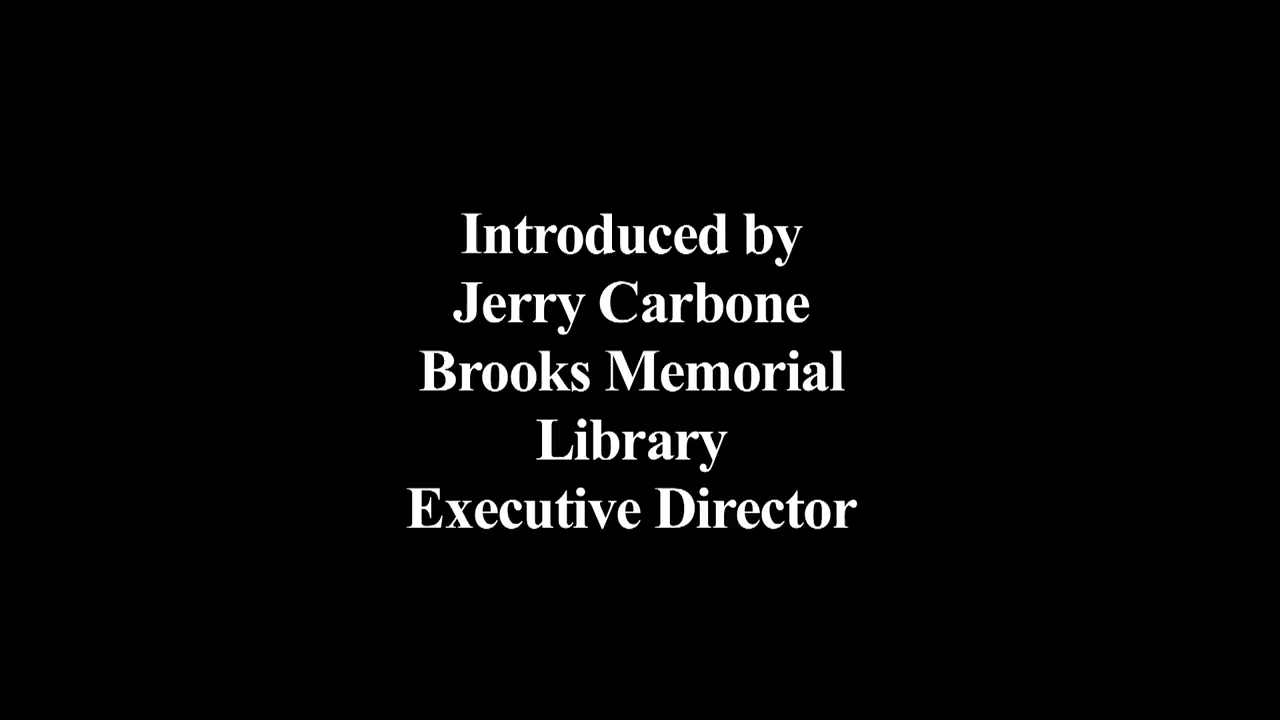 Introduced by
Jerry Carbone
Brooks Memorial
Library
Executive Director